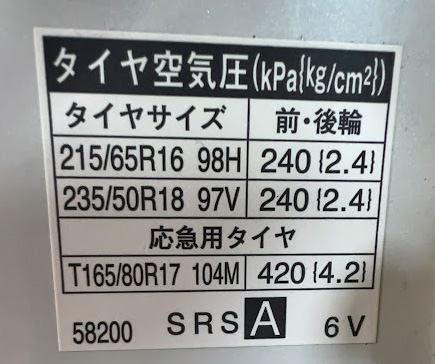 タイヤ空気圧(kPa{kg/cm²})
タイヤサイズ 前・後輪
215/65R16 98H 240{2.4}
235/50R18 97V 240{2.4}
応急用タイヤ
T165/80R17 104M 420{4.2}
58200 SRS A 6V